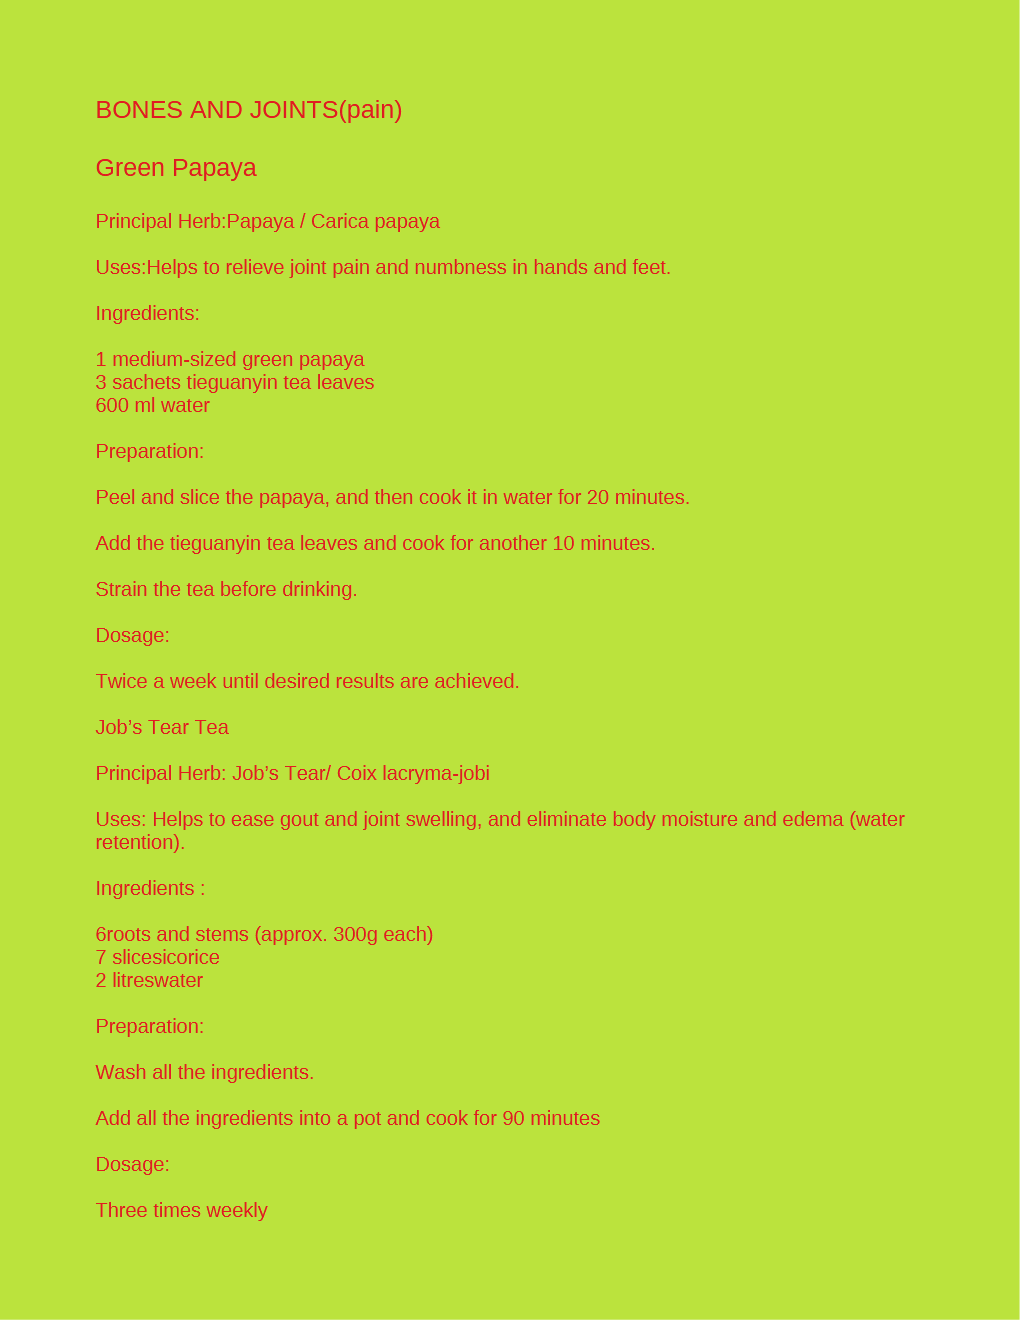 BONES AND JOINTS(pain)
Green Papaya
Principal Herb:Papaya / Carica papaya
Uses:Helps to relieve joint pain and numbness in hands and feet.
Ingredients:
1 medium-sized green papaya
3 sachets tieguanyin tea leaves
600 ml water
Preparation:
Peel and slice the papaya, and then cook it in water for 20 minutes.
Add the tieguanyin tea leaves and cook for another 10 minutes.
Strain the tea before drinking.
Dosage:
Twice a week until desired results are achieved.
Job’s Tear Tea
Principal Herb: Job’s Tear/ Coix lacryma-jobi
Uses: Helps to ease gout and joint swelling, and eliminate body moisture and edema (water
retention).
Ingredients :
6roots and stems (approx. 300g each)
7 slicesicorice
2 litreswater
Preparation:
Wash all the ingredients.
Add all the ingredients into a pot and cook for 90 minutes
Dosage:
Three times weekly